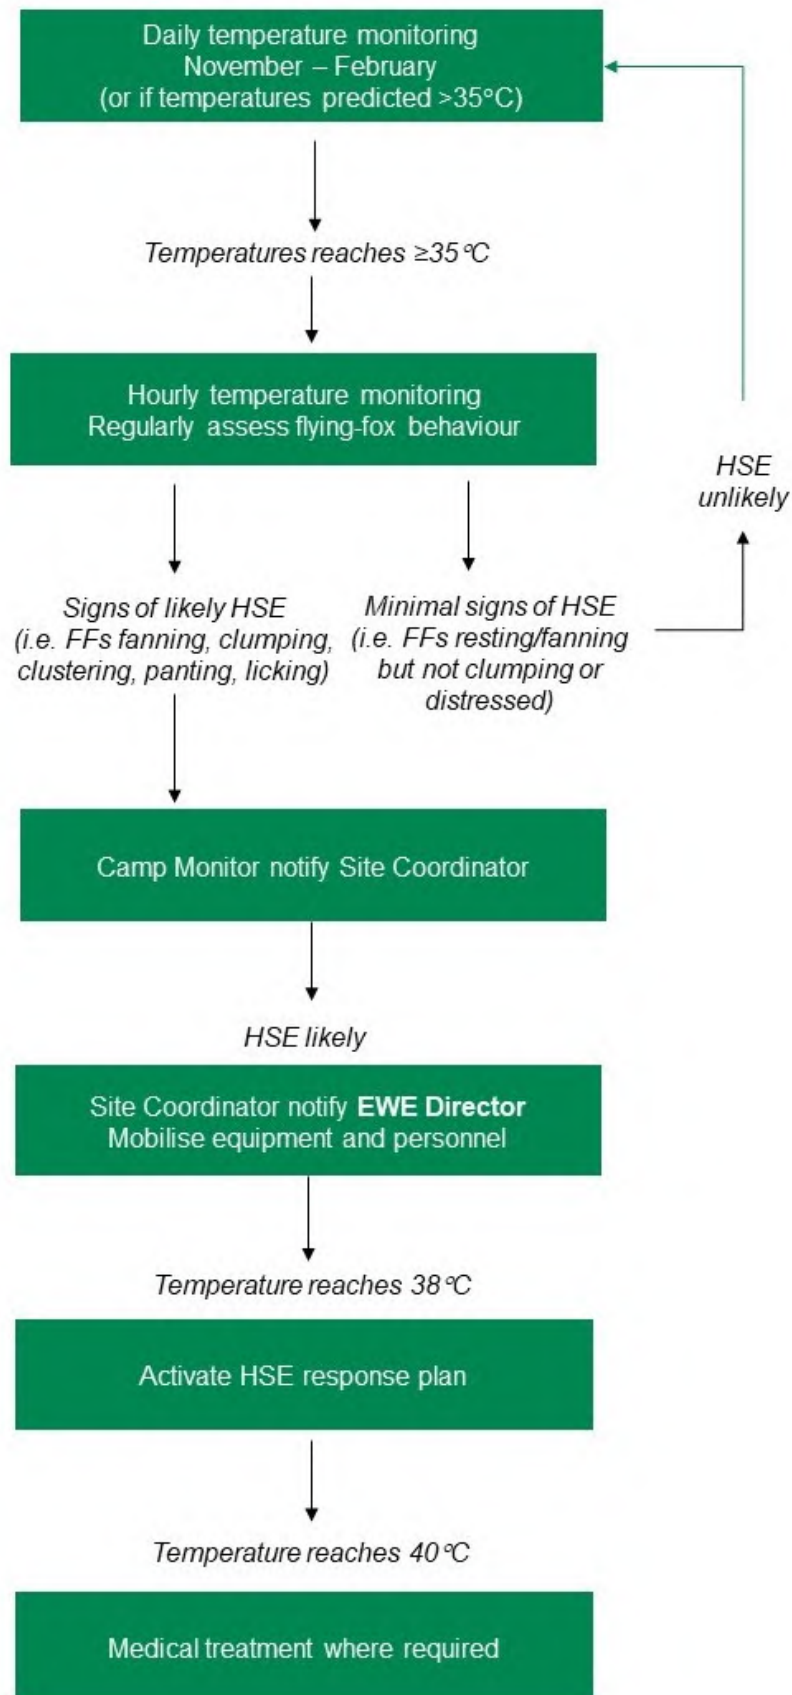 Daily temperature monitoring
November – February
(or if temperatures predicted >35°C)
Temperatures reaches ≥35°C
Hourly temperature monitoring
Regularly assess flying-fox behaviour
HSE
unlikely
Signs of likely HSE
(i.e. FFs fanning, clumping,
clustering, panting, licking)
Minimal signs of HSE
(i.e. FFs resting/fanning
but not clumping or
distressed)
Camp Monitor notify Site Coordinator
HSE likely
Site Coordinator notify EWE Director
Mobilise equipment and personnel
Temperature reaches 38°C
Activate HSE response plan
Temperature reaches 40°C
Medical treatment where required